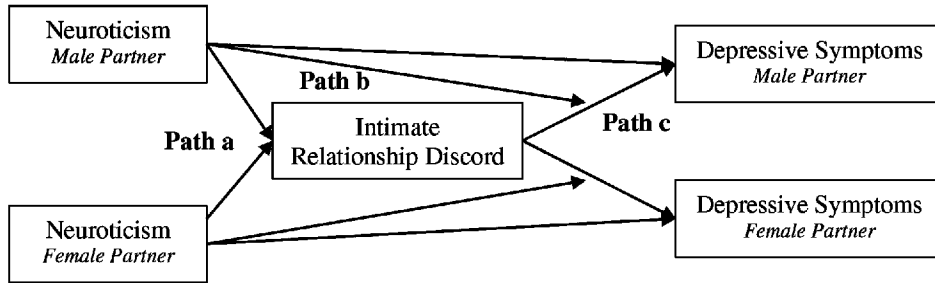 Neuroticism
Male Partner
Depressive Symptoms
Male Partner
Path b
Path a
Intimate
Relationship Discord
Path c
Neuroticism
Female Partner
Depressive Symptoms
Female Partner